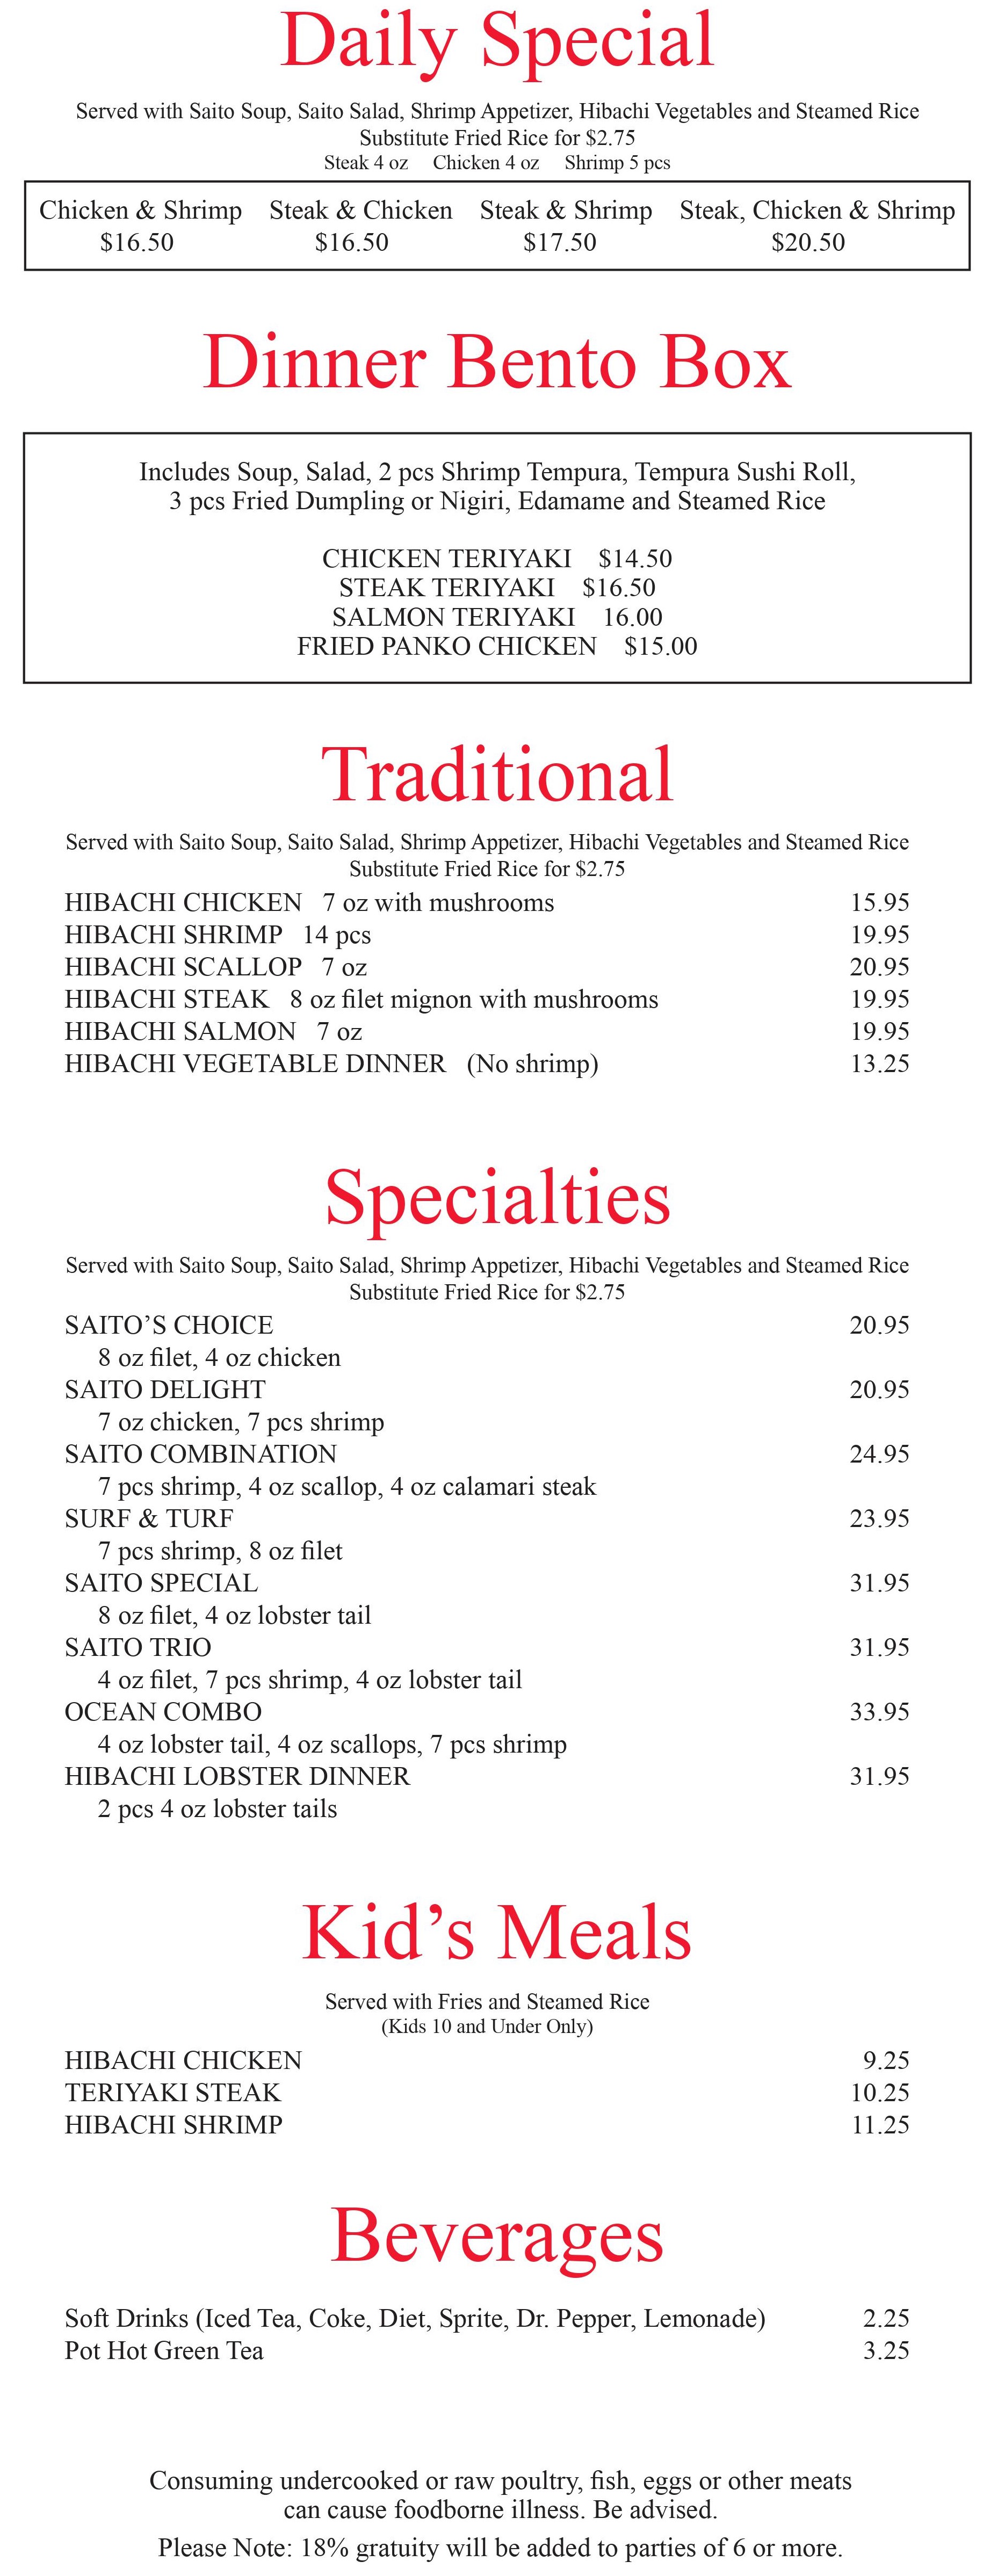 Daily Special
Served with Saito Soup, Saito Salad, Shrimp Appetizer, Hibachi Vegetables and Steamed Rice
Substitute Fried Rice for $2.75
Steak 4 oz Chicken 4 oz Shrimp 5 pcs
Chicken & Shrimp Steak & Chicken Steak & Shrimp Steak, Chicken & Shrimp
$16.50 $16.50 $17.50 $20.50
Dinner Bento Box
Includes Soup, Salad, 2 pcs Shrimp Tempura, Tempura Sushi Roll,
3 pcs Fried Dumpling or Nigiri, Edamame and Steamed Rice
CHICKEN TERIYAKI $14.50
STEAK TERIYAKI $16.50
SALMON TERIYAKI 16.00
FRIED PANKO CHICKEN $15.00
Traditional
Served with Saito Soup, Saito Salad, Shrimp Appetizer, Hibachi Vegetables and Steamed Rice
Substitute Fried Rice for $2.75
HIBACHI CHICKEN 7 oz with mushrooms 15.95
HIBACHI SHRIMP 14 pcs 19.95
HIBACHI SCALLOP 7 oz 20.95
HIBACHI STEAK 8 oz filet mignon with mushrooms 19.95
HIBACHI SALMON 7 oz 19.95
HIBACHI VEGETABLE DINNER (No shrimp) 13.25
Specialties
Served with Saito Soup, Saito Salad, Shrimp Appetizer, Hibachi Vegetables and Steamed Rice
Substitute Fried Rice for $2.75
SAITO’S CHOICE 20.95
8 oz filet, 4 oz chicken
SAITO DELIGHT 20.95
7 oz chicken, 7 pcs shrimp
SAITO COMBINATION 24.95
7 pcs shrimp, 4 oz scallop, 4 oz calamari steak
SURF & TURF 23.95
7 pcs shrimp, 8 oz filet
SAITO SPECIAL 31.95
8 oz filet, 4 oz lobster tail
SAITO TRIO 31.95
4 oz filet, 7 pcs shrimp, 4 oz lobster tail
OCEAN COMBO 33.95
4 oz lobster tail, 4 oz scallops, 7 pcs shrimp
HIBACHI LOBSTER DINNER 31.95
2 pcs 4 oz lobster tails
Kid’s Meals
Served with Fries and Steamed Rice
(Kids 10 and Under Only)
HIBACHI CHICKEN 9.25
TERIYAKI STEAK 10.25
HIBACHI SHRIMP 11.25
Beverages
Soft Drinks (Iced Tea, Coke, Diet, Sprite, Dr. Pepper, Lemonade) 2.25
Pot Hot Green Tea 3.25
Consuming undercooked or raw poultry, fish, eggs or other meats
can cause foodborne illness. Be advised.
Please Note: 18% gratuity will be added to parties of 6 or more.